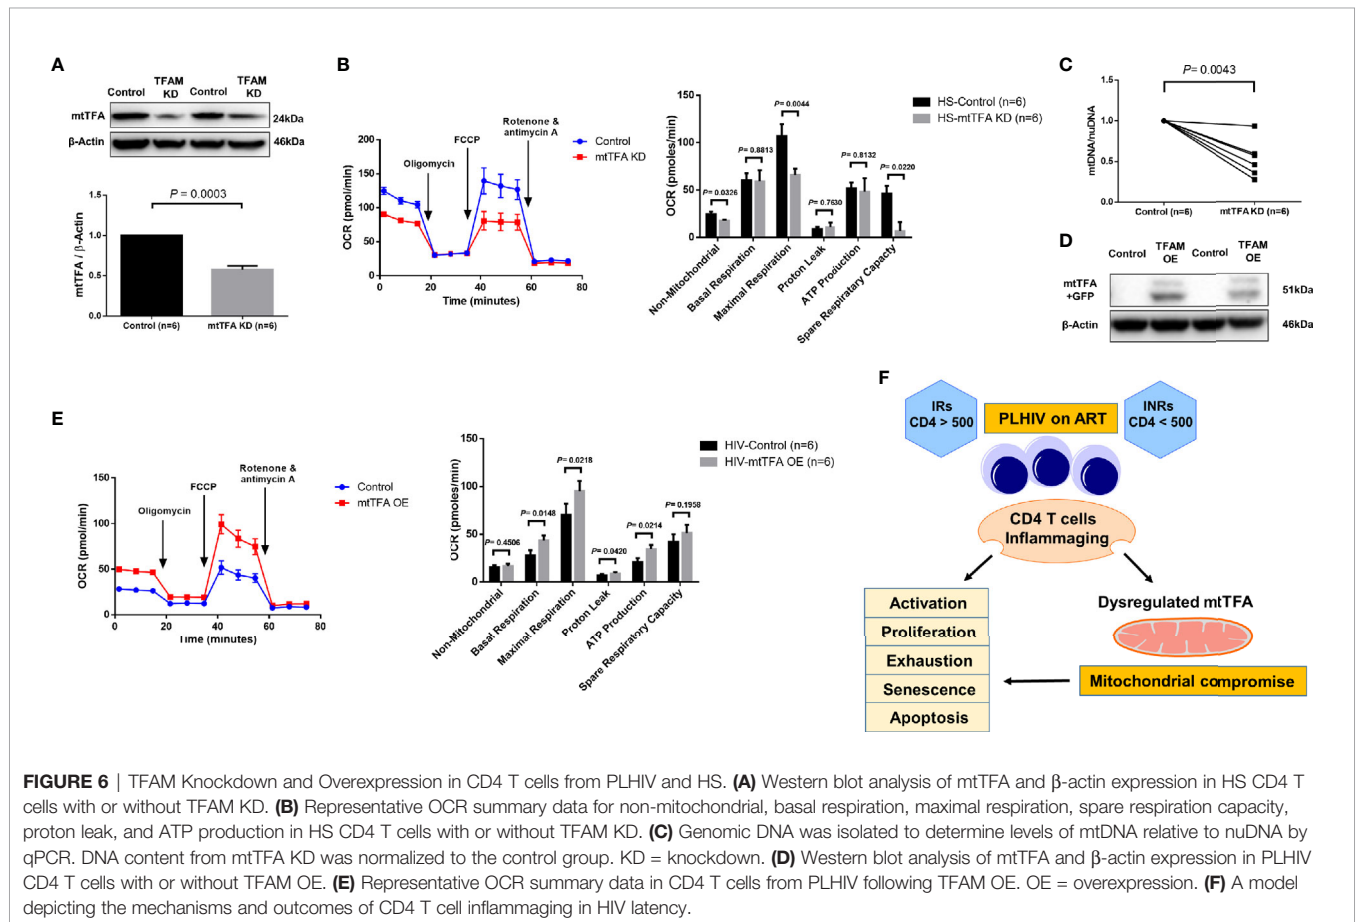 A
Control
TFAM
KD
Control
TFAM
KD
mtTFA
24kDa
β-Actin
46kDa
P = 0.0003
mtTFA / β-Actin
1.5
1.0
0.5
0.0
Control (n=6)
mtTFA KD (n=6)
B
OCR (pmol/min)
200
150
100
50
0
0
20
40
60
80
Time (minutes)
Oligomycin
FCCP
Rotenone &
antimycin A
Control
mtTFA KD
OCR (pmoles/min)
150
100
50
0
P= 0.0326
P= 0.8813
P= 0.0044
P= 0.7630
P= 0.8132
P= 0.0220
HS-Control (n=6)
HS-mtTFA KD (n=6)
Non-Mitochondrial
Basal Respiration
Maximal Respiration
Proton Leak
ATP Production
Spare Respiratary Capacty
C
P= 0.0043
mtDNA/nuDNA
1.5
1.0
0.5
0.0
Control (n=6)
mtTFA KD (n=6)
D
Control
TFAM
OE
Control
TFAM
OE
mtTFA
+GFP
51kDa
β-Actin
46kDa
E
OCR (pmol/min)
150
100
50
0
0
20
40
60
80
Time (minutes)
Oligomycin
FCCP
Rotenone &
antimycin A
Control
mtTFA OE
OCR (pmoles/min)
150
100
50
0
P= 0.4506
P= 0.0148
P= 0.0218
P= 0.0420
P= 0.0214
P= 0.1958
HIV-Control (n=6)
HIV-mtTFA OE (n=6)
Non-Mitochondrial
Basal Respiration
Maximal Respiration
Proton Leak
ATP Production
Spare Respiratory Capacity
F
IRs
CD4 > 500
PLHIV on ART
INRs
CD4 < 500
CD4 T cells
Inflammaging
Activation
Proliferation
Exhaustion
Senescence
Apoptosis
Dysregulated mtTFA
Mitochondrial compromise
FIGURE 6 | TFAM Knockdown and Overexpression in CD4 T cells from PLHIV and HS. (A) Western blot analysis of mtTFA and β-actin expression in HS CD4 T
cells with or without TFAM KD. (B) Representative OCR summary data for non-mitochondrial, basal respiration, maximal respiration, spare respiration capacity,
proton leak, and ATP production in HS CD4 T cells with or without TFAM KD. (C) Genomic DNA was isolated to determine levels of mtDNA relative to nuDNA by
qPCR. DNA content from mtTFA KD was normalized to the control group. KD = knockdown. (D) Western blot analysis of mtTFA and β-actin expression in PLHIV
CD4 T cells with or without TFAM OE. (E) Representative OCR summary data in CD4 T cells from PLHIV following TFAM OE. OE = overexpression. (F) A model
depicting the mechanisms and outcomes of CD4 T cell inflammaging in HIV latency.